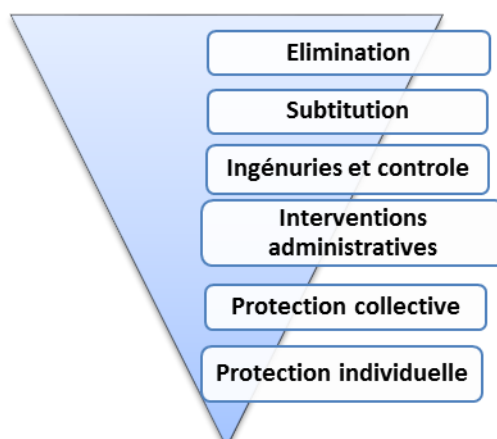 Elimination
Subtitution
Ingénuries et controle
Interventions
administratives
Protection collective
Protection individuelle